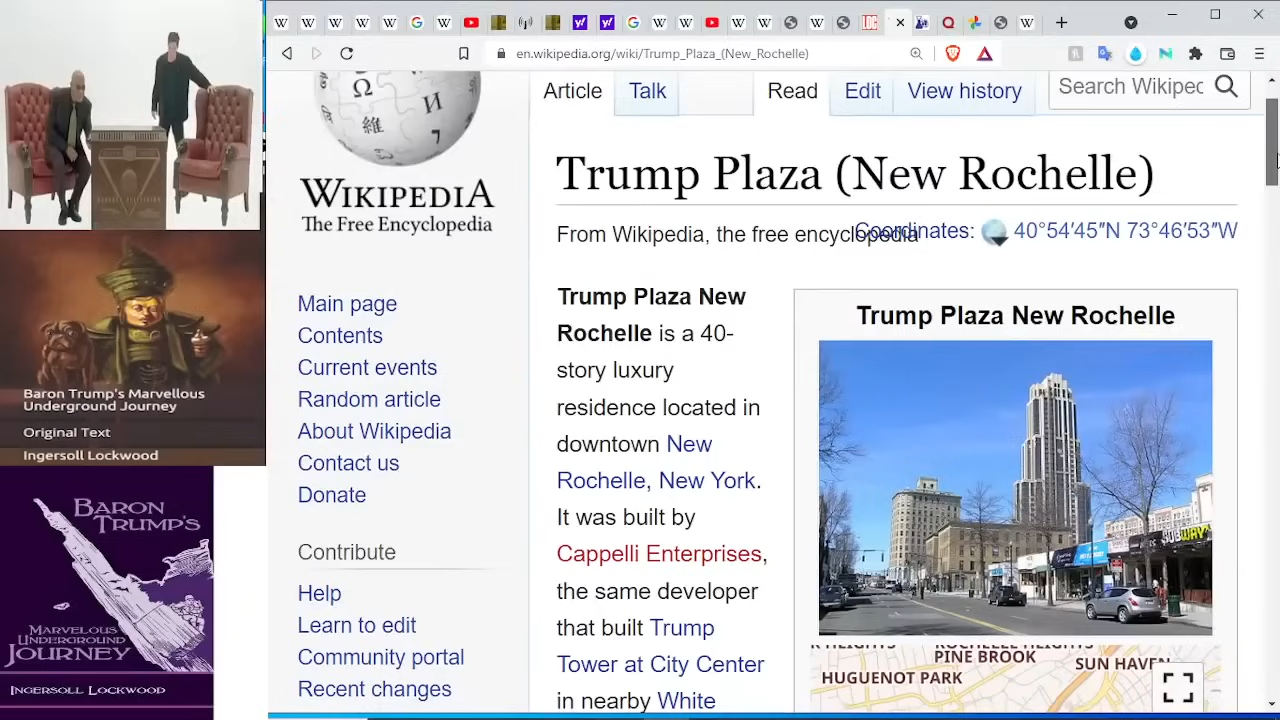 en.wikipedia.org/wiki/Trump_Plaza_(New_Rochelle)
Article
Talk
Read
Edit
View history
Search Wikipec
WIKIPEDIA
The Free Encyclopedia
Main page
Contents
Current events
Random article
About Wikipedia
Contact us
Donate
Contribute
Help
Learn to edit
Community portal
Recent changes
Trump Plaza (New Rochelle)
From Wikipedia, the free encyclopedia
Coordinates: 40°54′45″N 73°46′53″W
Trump Plaza New
Rochelle is a 40-
story luxury
residence located in
downtown New
Rochelle, New York.
It was built by
Cappelli Enterprises,
the same developer
that built Trump
Tower at City Center
in nearby White
Trump Plaza New Rochelle
SUBWAY
PINE BROOK
SUN HAVEN
HUGUENOT PARK
Baron Trump's Marvellous
Underground Journey
Original Text
Ingersoll Lockwood
BARON
TRUMP'S
MARVELOUS
UNDERGROUND
JOURNEY
INGERSOLL LOCKWOOD